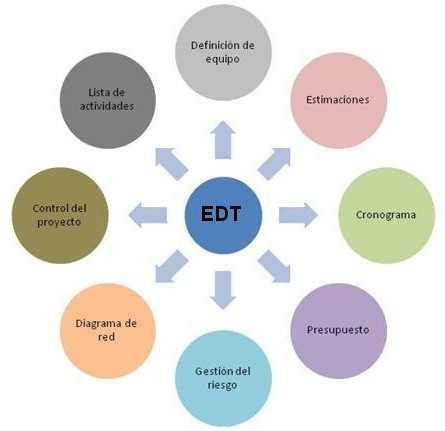 Definición de
equipo
Lista de
actividades
Estimaciones
Control del
proyecto
EDT
Cronograma
Diagrama de
red
Presupuesto
Gestión del
riesgo